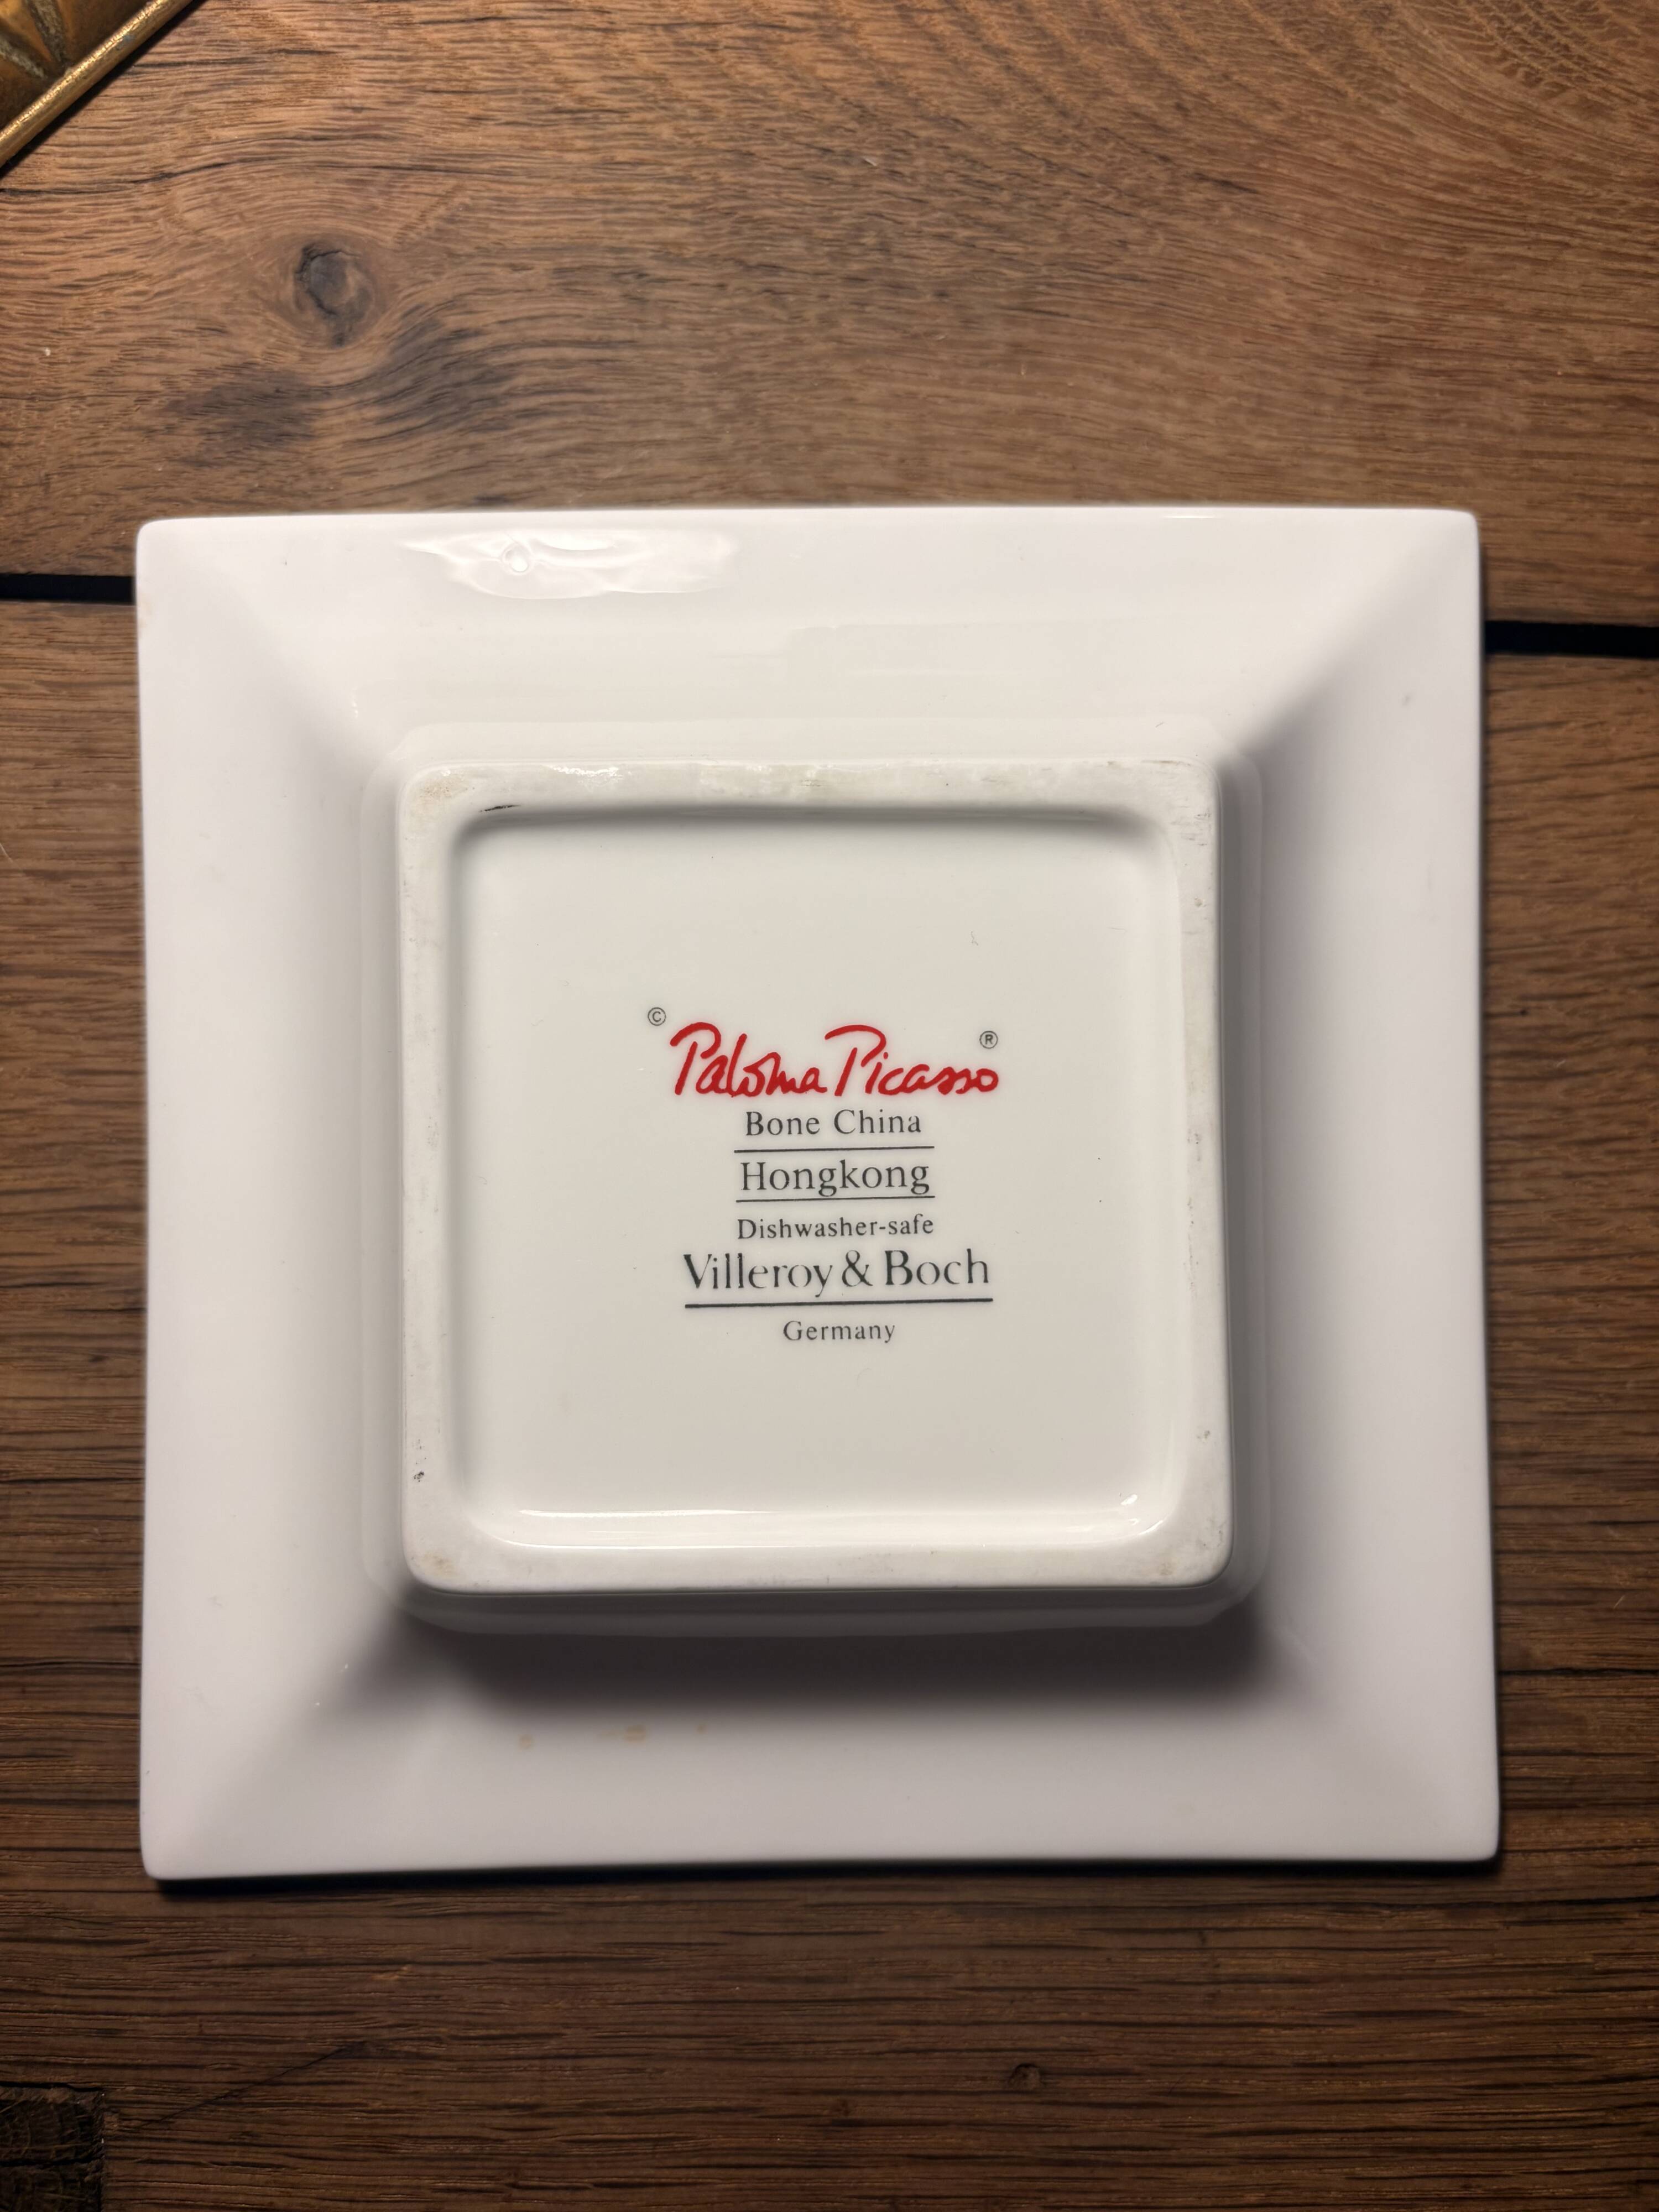 © Paloma Picasso ®
Bone China
Hongkong
Dishwasher-safe
Villeroy & Boch
Germany